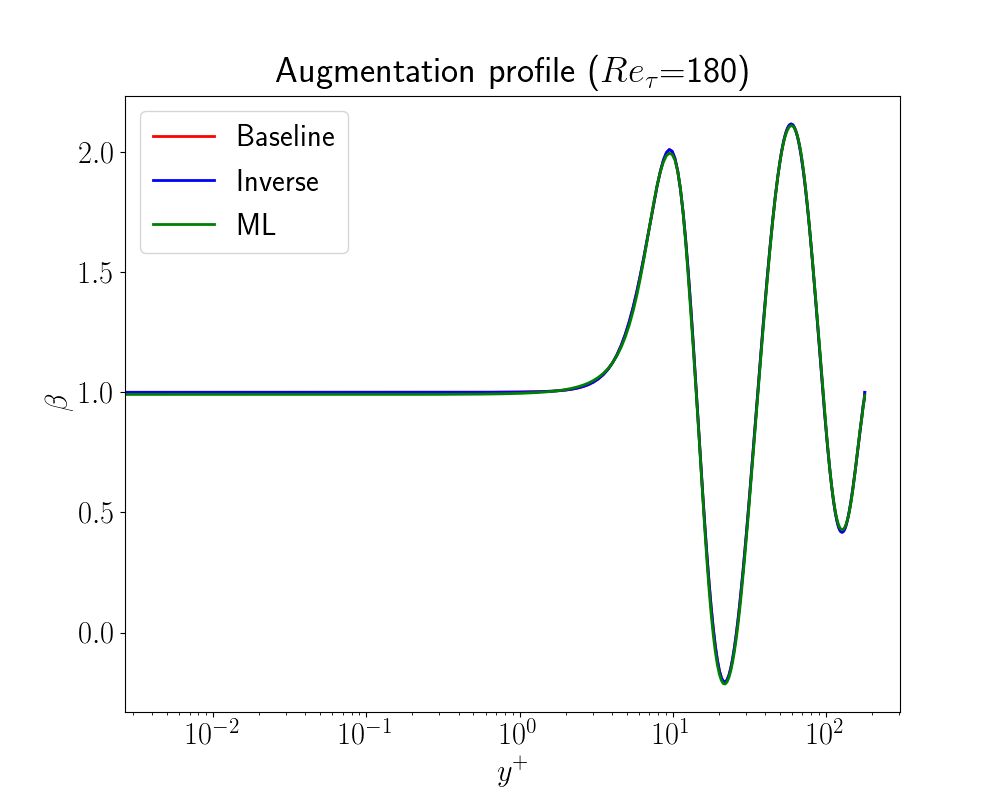 Augmentation profile (Re_τ=180)
Baseline
Inverse
ML
2.0
1.5
1.0
0.5
0.0
β
10⁻² 10⁻¹ 10⁰ 10¹ 10²
y⁺